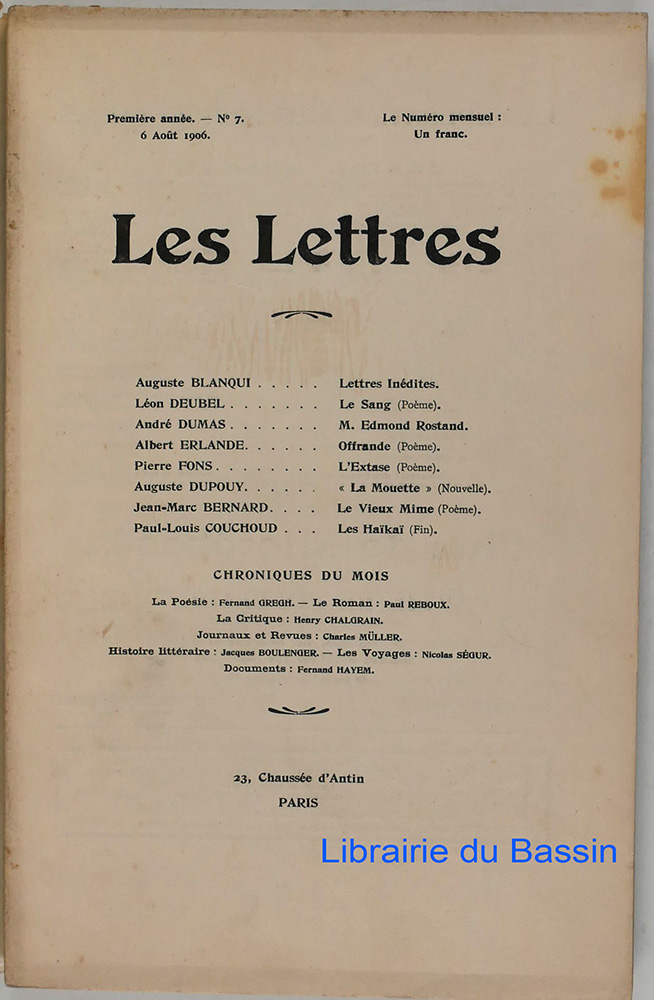 Première année. — Nº 7.
6 Août 1906.
Le Numéro mensuel :
Un franc.
Les Lettres
Auguste BLANQUI . . . . . Lettres Inédites.
Léon DEUBEL . . . . . . . Le Sang (Poème).
André DUMAS . . . . . . . M. Edmond Rostand.
Albert ERLANDE. . . . . . Offrande (Poème).
Pierre FONS. . . . . . . . L'Extase (Poème).
Auguste DUPOUY. . . . . . « La Mouette » (Nouvelle).
Jean-Marc BERNARD. . . . Le Vieux Mime (Poème).
Paul-Louis COUCHOUD . . . Les Haïkaï (Fin).
CHRONIQUES DU MOIS
La Poésie : Fernand GREGH. — Le Roman : Paul REBOUX.
La Critique : Henry CHALGRAIN.
Journaux et Revues : Charles MÜLLER.
Histoire littéraire : Jacques BOULENGER. — Les Voyages : Nicolas SÉGUR.
Documents : Fernand HAYEM.
23, Chaussée d'Antin
PARIS
Librairie du Bassin